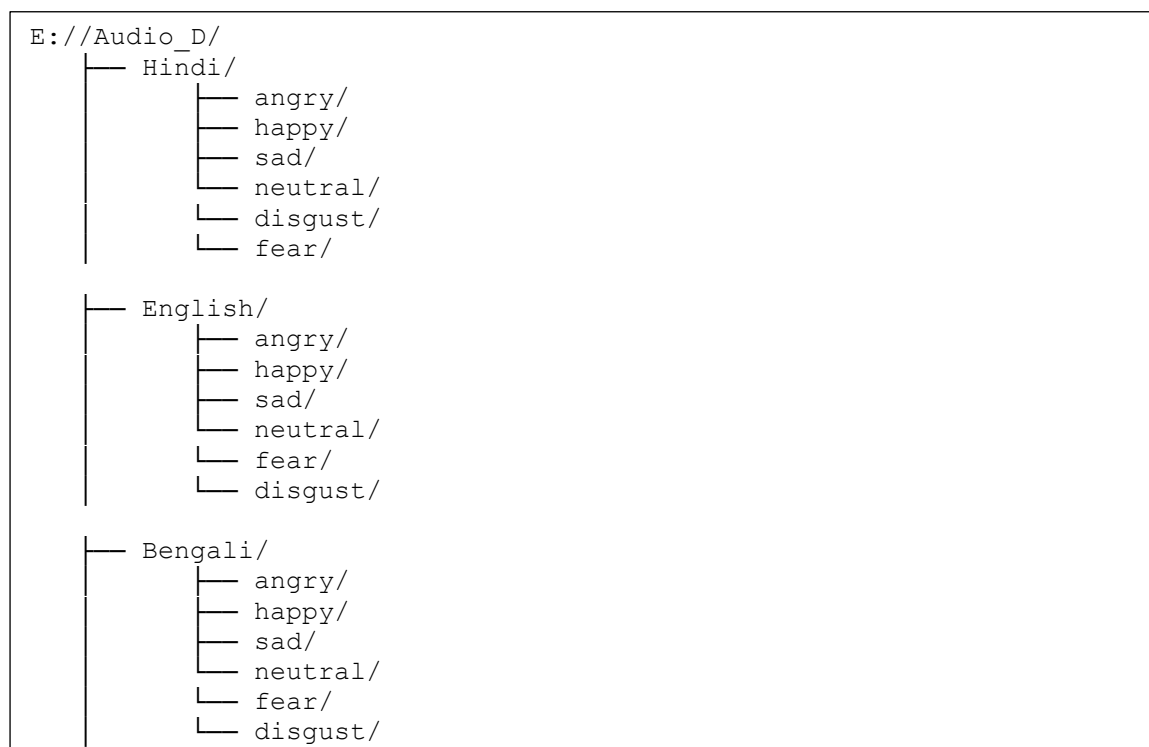 E://Audio_D/
├── Hindi/
│ ├── angry/
│ ├── happy/
│ ├── sad/
│ └── neutral/
│ └── disgust/
│ └── fear/
├── English/
│ ├── angry/
│ ├── happy/
│ ├── sad/
│ └── neutral/
│ └── fear/
│ └── disgust/
├── Bengali/
│ ├── angry/
│ ├── happy/
│ ├── sad/
│ └── neutral/
│ └── fear/
│ └── disgust/